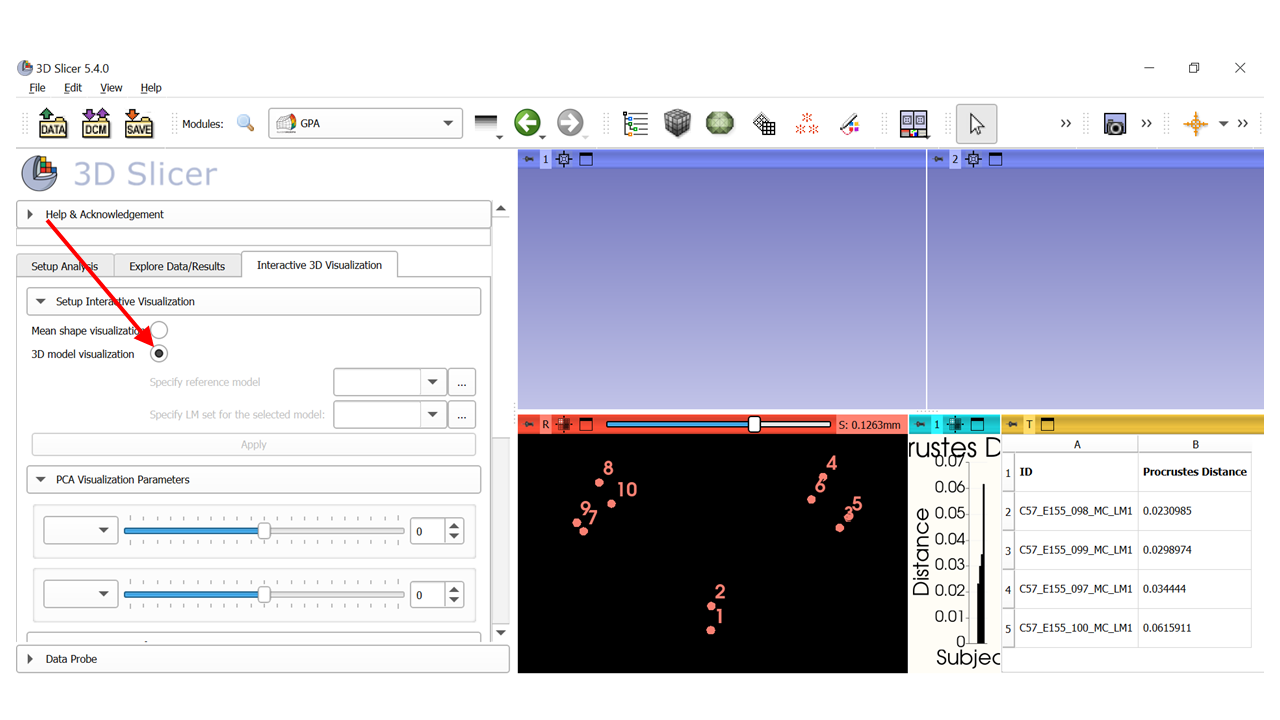 3D Slicer 5.4.0
File Edit View Help
DATA DCM SAVE Modules: GPA
3D Slicer
Help & Acknowledgement
Setup Analysis Explore Data/Results Interactive 3D Visualization
Setup Interactive Visualization
Mean shape visualization
3D model visualization
Specify reference model ...
Specify LM set for the selected model: ...
Apply
PCA Visualization Parameters
0
0
Data Probe
1
2
R S: 0.1263mm
8
10
9
7
4
6
5
3
2
1
1
rustes D
0.07
0.06
0.05
0.04
0.03
0.02
0.01
0
Distance
Subjec
T
A B
1 ID Procrustes Distance
2 C57_E155_098_MC_LM1 0.0230985
3 C57_E155_099_MC_LM1 0.0298974
4 C57_E155_097_MC_LM1 0.034444
5 C57_E155_100_MC_LM1 0.0615911